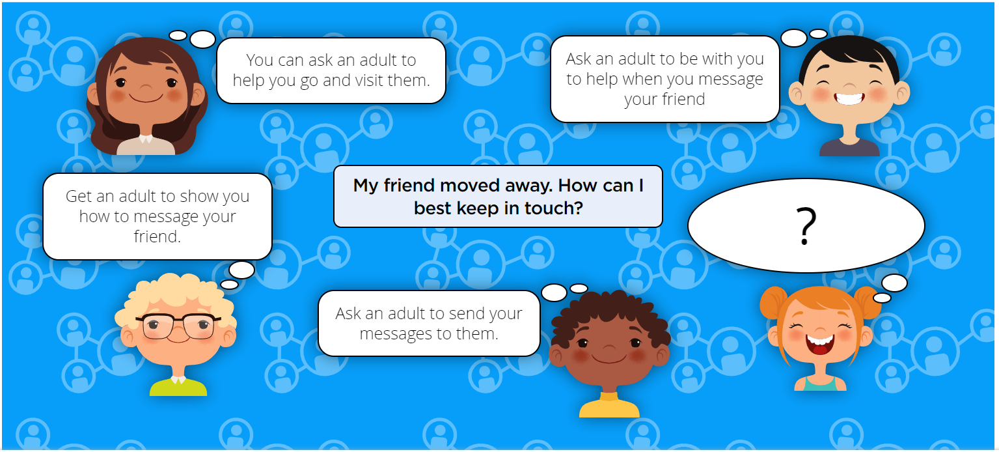 You can ask an adult to
help you go and visit them.
Ask an adult to be with you
to help when you message
your friend
My friend moved away. How can I
best keep in touch?
Get an adult to show you
how to message your
friend.
?
Ask an adult to send your
messages to them.